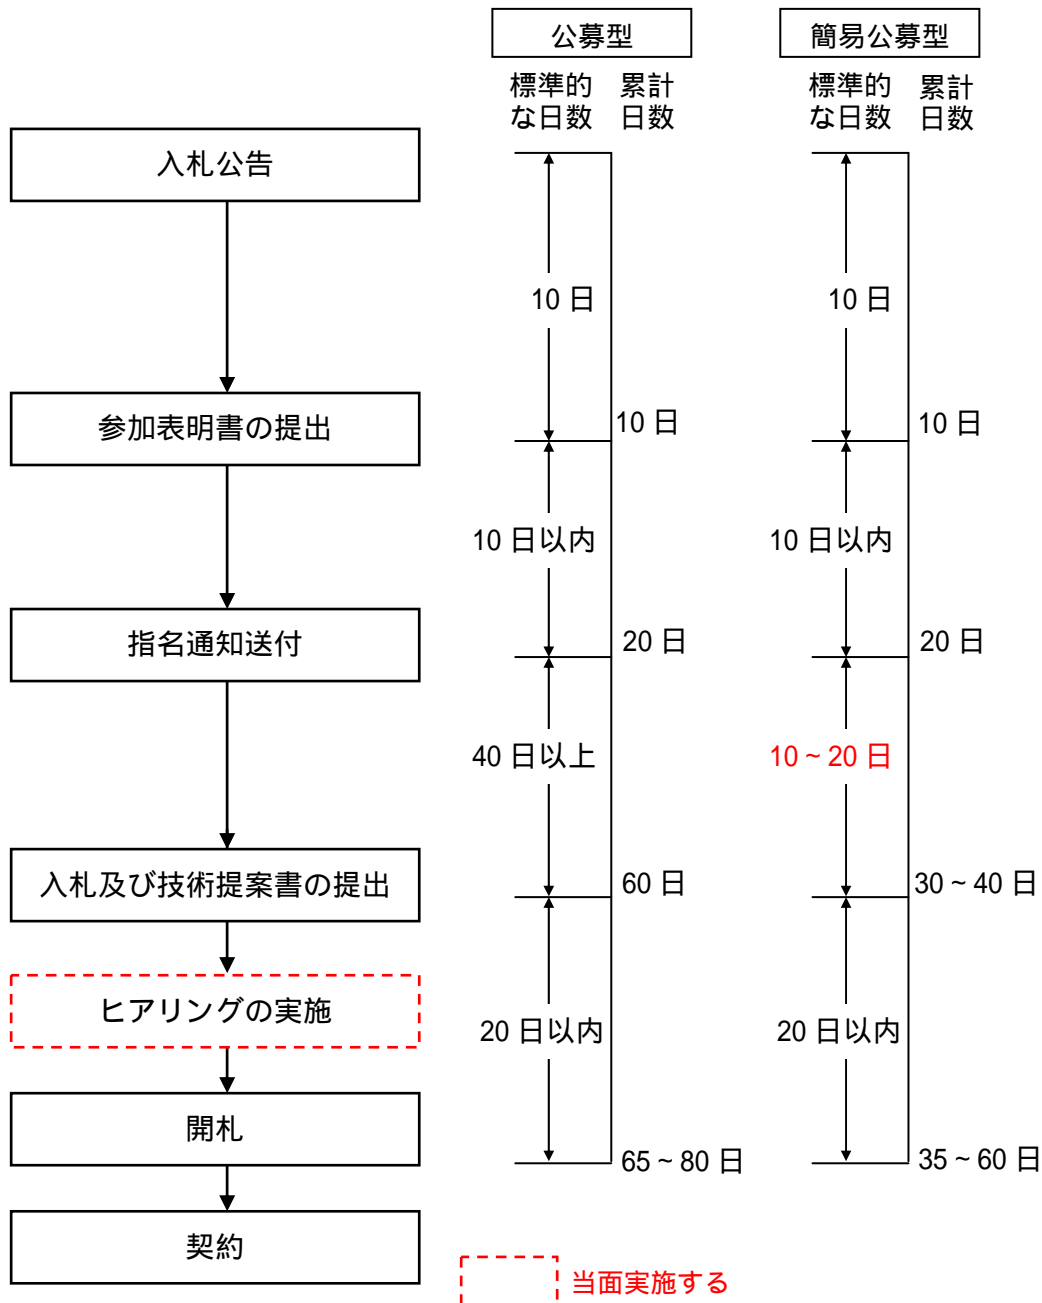 公募型
簡易公募型
標準的
な日数
累計
日数
標準的
な日数
累計
日数
入札公告
10 日
10 日
参加表明書の提出
10 日
10 日
10 日以内
10 日以内
指名通知送付
20 日
20 日
40 日以上
10 ~ 20 日
入札及び技術提案書の提出
60 日
30 ~ 40 日
ヒアリングの実施
20 日以内
20 日以内
開札
65 ~ 80 日
35 ~ 60 日
契約
当面実施する